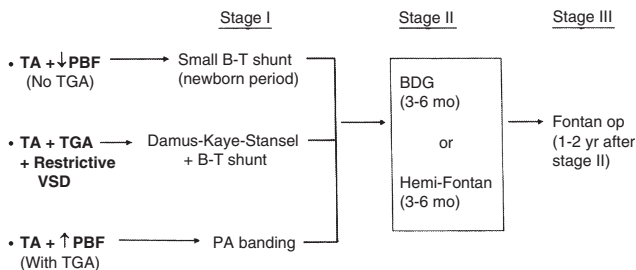 Stage I Stage II Stage III
• TA + ↓ PBF
(No TGA)
Small B-T shunt
(newborn period)
• TA + TGA
+ Restrictive
VSD
Damus-Kaye-Stansel
+ B-T shunt
• TA + ↑ PBF
(With TGA)
PA banding
BDG
(3-6 mo)
or
Hemi-Fontan
(3-6 mo)
Fontan op
(1-2 yr after
stage II)